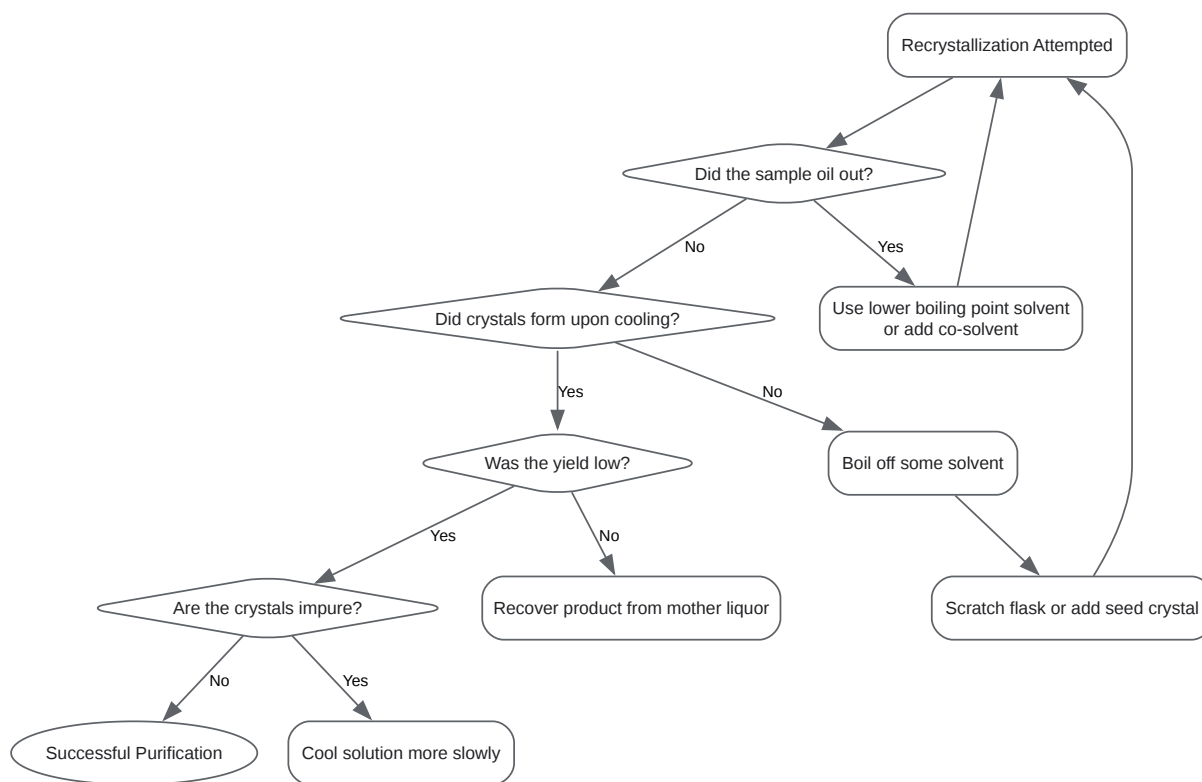 Recrystallization Attempted
Did the sample oil out?
No
Yes
Did crystals form upon cooling?
Use lower boiling point solvent
or add co-solvent
Yes
No
Was the yield low?
Boil off some solvent
Yes
No
Are the crystals impure?
Recover product from mother liquor
Scratch flask or add seed crystal
No
Yes
Successful Purification
Cool solution more slowly